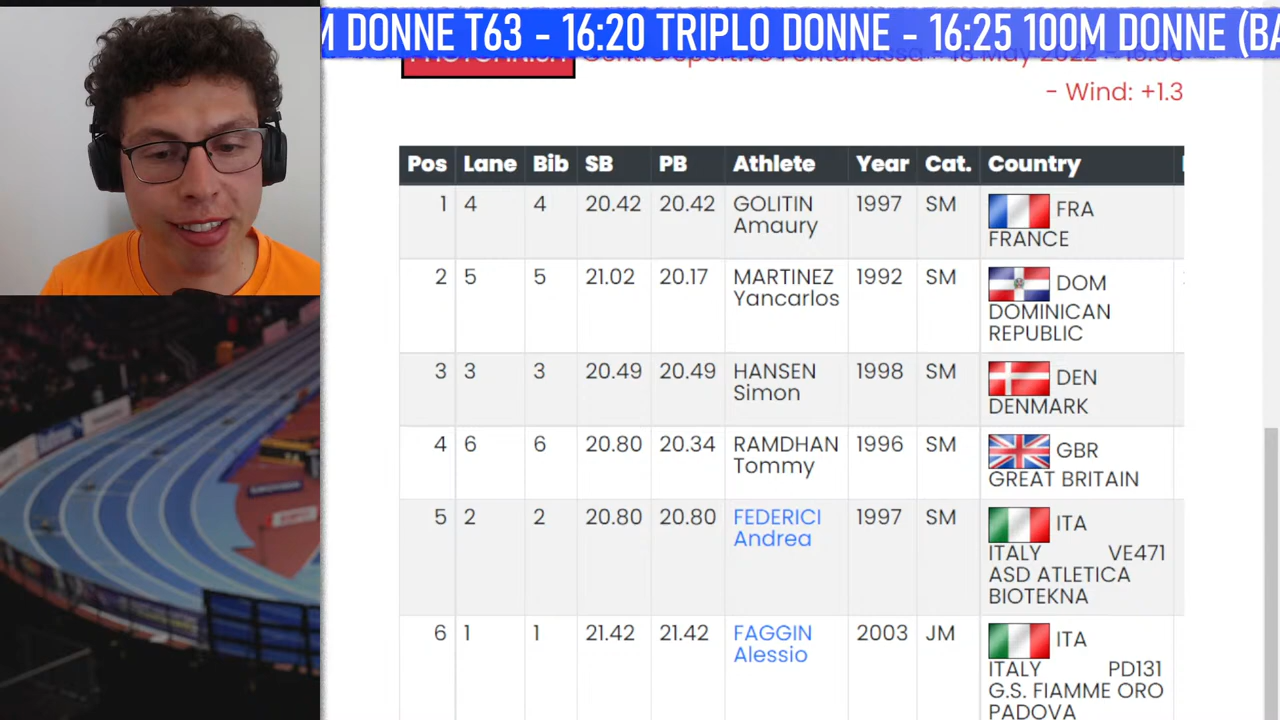 M DONNE T63 - 16:20 TRIPLO DONNE - 16:25 100M DONNE (BA
- Wind: +1.3
Pos Lane Bib SB PB Athlete Year Cat. Country
1 4 4 20.42 20.42 GOLITIN Amaury 1997 SM FRA
FRANCE
2 5 5 21.02 20.17 MARTINEZ Yancarlos 1992 SM DOM
DOMINICAN
REPUBLIC
3 3 3 20.49 20.49 HANSEN Simon 1998 SM DEN
DENMARK
4 6 6 20.80 20.34 RAMDHAN Tommy 1996 SM GBR
GREAT BRITAIN
5 2 2 20.80 20.80 FEDERICI Andrea 1997 SM ITA
ITALY VE471
ASD ATLETICA
BIOTEKNA
6 1 1 21.42 21.42 FAGGIN Alessio 2003 JM ITA
ITALY PD131
G.S. FIAMME ORO
PADOVA